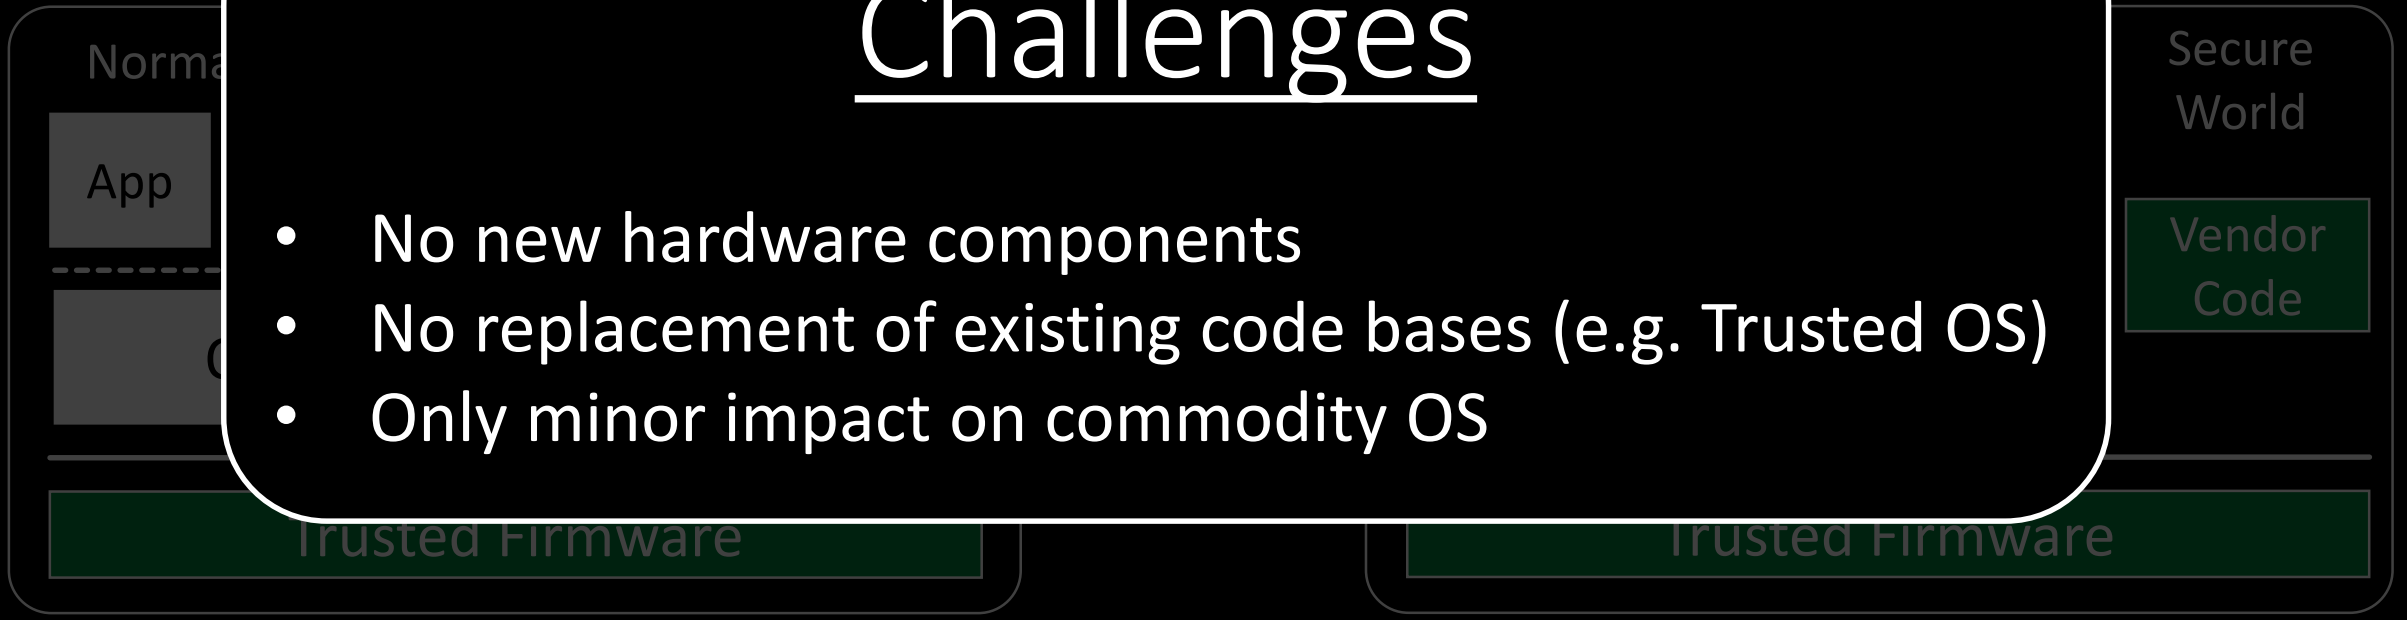 Challenges
Norma
Secure
World
App
• No new hardware components
Vendor
Code
• No replacement of existing code bases (e.g. Trusted OS)
• Only minor impact on commodity OS
Trusted Firmware
Trusted Firmware